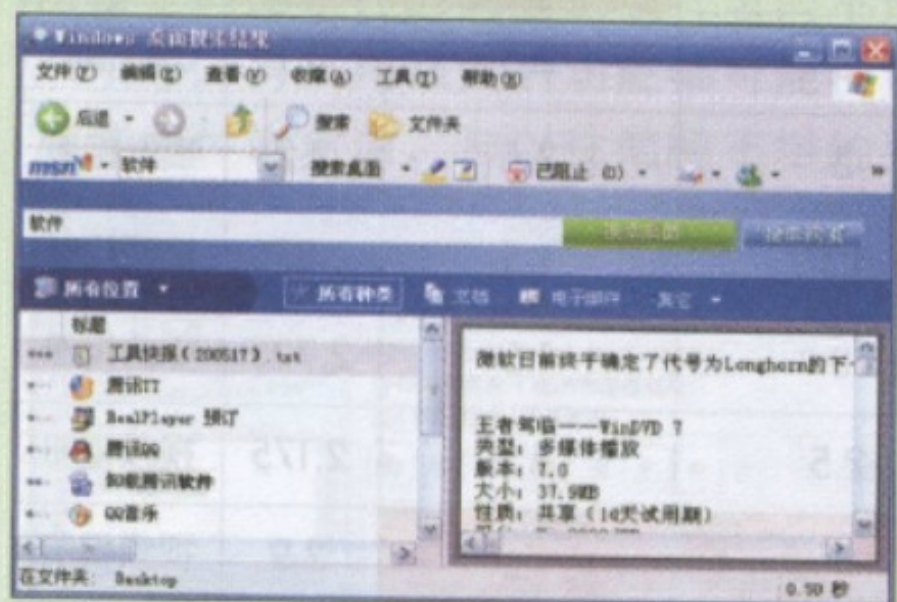 Windows 桌面搜索结果
文件(F) 编辑(E) 查看(V) 收藏(A) 工具(T) 帮助(H)
后退 搜索 文件夹
msn 软件 搜索桌面 已阻止 (0)
软件
所有位置 所有种类 文档 电子邮件 其它
标题
工具快报(200517).txt
腾讯TT
RealPlayer 预订
腾讯QQ
卸载腾讯软件
QQ音乐
微软日前终于确定了代号为Longhorn的下一
王者驾临——WinDVD 7
类型:多媒体播放
版本:7.0
大小:37.9MB
性质:共享(14天试用期)
在文件夹: Desktop
0.50 秒